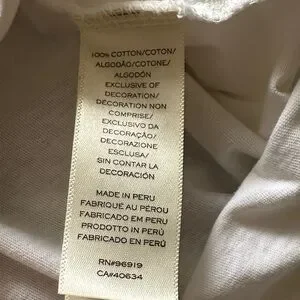 100% COTTON/COTON/
ALGODÃO/COTONE/
ALGODÓN
EXCLUSIVE OF
DECORATION/
DÉCORATION NON
COMPRISE/
EXCLUSIVO DA
DECORAÇÃO/
DECORAZIONE
ESCLUSA/
SIN CONTAR LA
DECORACIÓN
MADE IN PERU
FABRIQUÉ AU PÉROU
FABRICADO EM PERU
PRODOTTO IN PERÙ
FABRICADO EN PERÚ
RN#96919
CA#40634